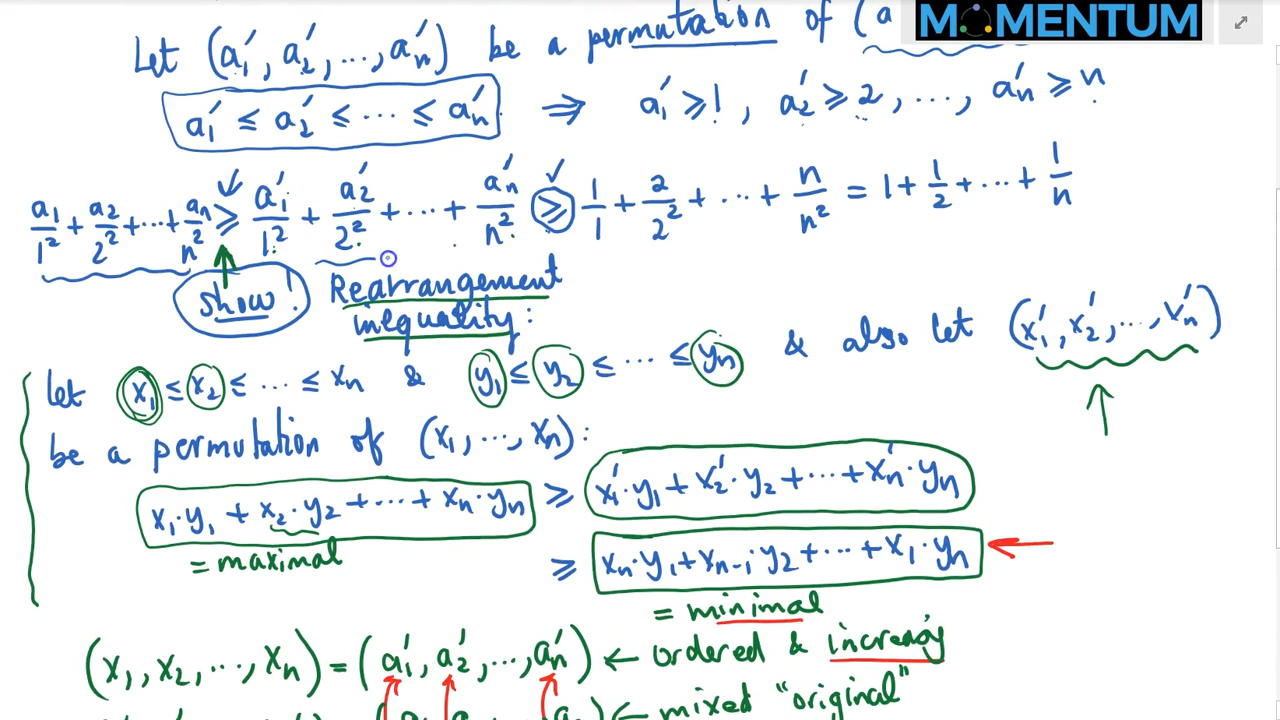 MOMENTUM
Let (a₁', a₂', ..., aₙ') be a permutation of (a
a₁' ≤ a₂' ≤ ... ≤ aₙ' ⇒ a₁' ≥ 1, a₂' ≥ 2, ..., aₙ' ≥ n
a₁/1² + a₂/2² + ... + aₙ/n² ≥ a₁'/1² + a₂'/2² + ... + aₙ'/n² ≥ 1/1 + 2/2² + ... + n/n² = 1 + 1/2 + ... + 1/n
show! Rearrangement
inequality:
let x₁ ≤ x₂ ≤ ... ≤ xₙ & y₁ ≤ y₂ ≤ ... ≤ yₙ & also let (x₁', x₂', ..., xₙ')
be a permutation of (x₁, ..., xₙ):
x₁·y₁ + x₂·y₂ + ... + xₙ·yₙ ≥ x₁'·y₁ + x₂'·y₂ + ... + xₙ'·yₙ
= maximal ≥ xₙ·y₁ + xₙ₋₁·y₂ + ... + x₁·yₙ
= minimal
(x₁, x₂, ..., xₙ) = (a₁', a₂', ..., aₙ') ← ordered &
← mixed "original"